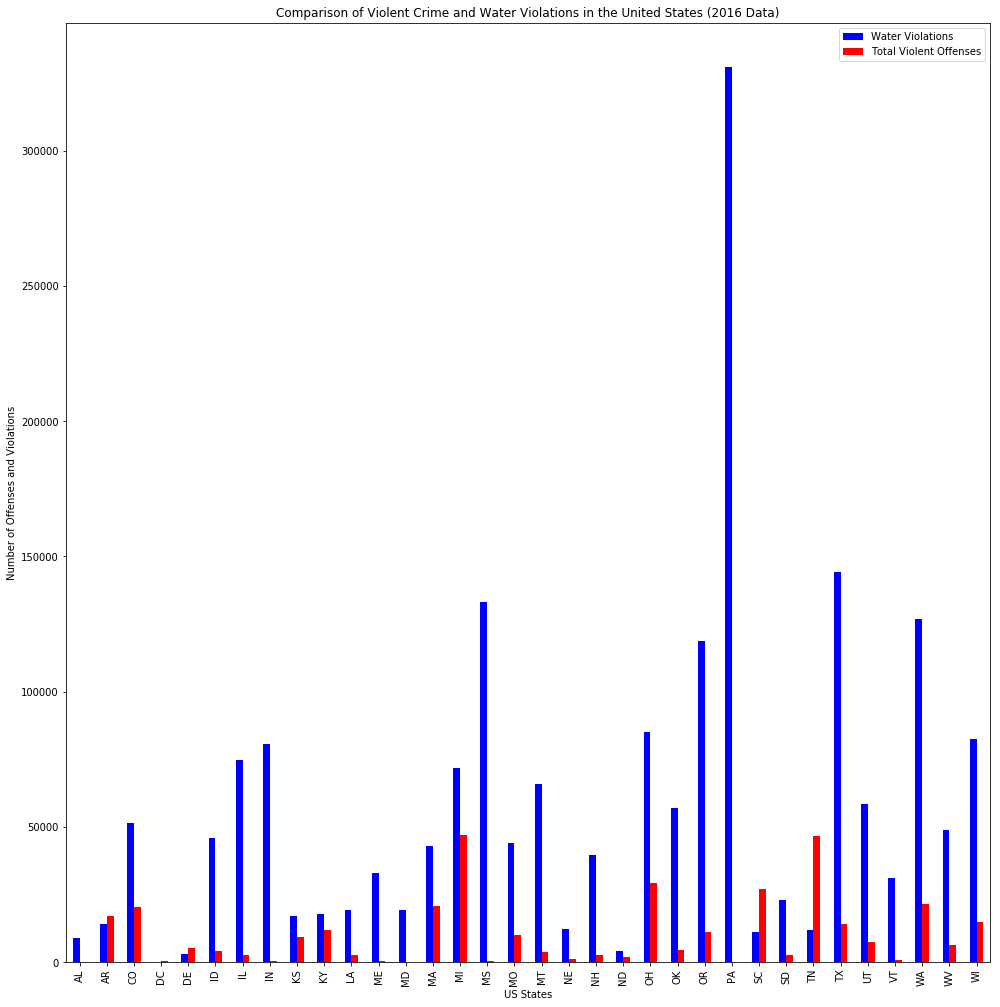 Comparison of Violent Crime and Water Violations in the United States (2016 Data)
Water Violations
Total Violent Offenses
300000
250000
200000
150000
100000
50000
0
Number of Offenses and Violations
AL AR CO DC DE ID IL IN KS KY LA ME MD MA MI MS MO MT NE NH ND OH OK OR PA SC SD TN TX UT VT WA WV WI
US States